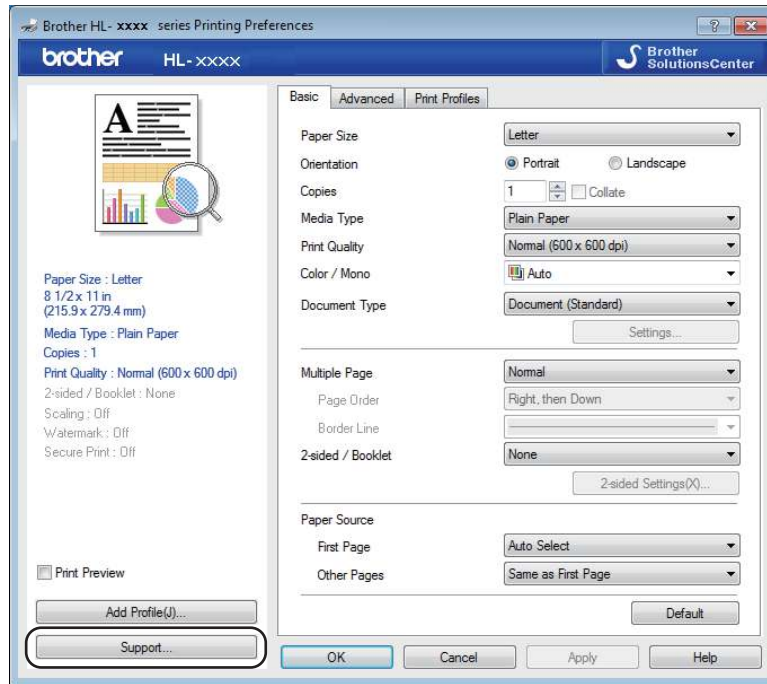 Brother HL- xxxx series Printing Preferences
brother HL-xxxx
Brother
SolutionsCenter
A
Paper Size : Letter
8 1/2 x 11 in
(215.9 x 279.4 mm)
Media Type : Plain Paper
Copies : 1
Print Quality : Normal (600 x 600 dpi)
2-sided / Booklet : None
Scaling : Off
Watermark : Off
Secure Print : Off
Print Preview
Add Profile(J)...
Support...
Basic Advanced Print Profiles
Paper Size Letter
Orientation Portrait Landscape
Copies 1 Collate
Media Type Plain Paper
Print Quality Normal (600 x 600 dpi)
Color / Mono Auto
Document Type Document (Standard)
Settings...
Multiple Page Normal
Page Order Right, then Down
Border Line
2-sided / Booklet None
2-sided Settings(X)...
Paper Source
First Page Auto Select
Other Pages Same as First Page
Default
OK Cancel Apply Help